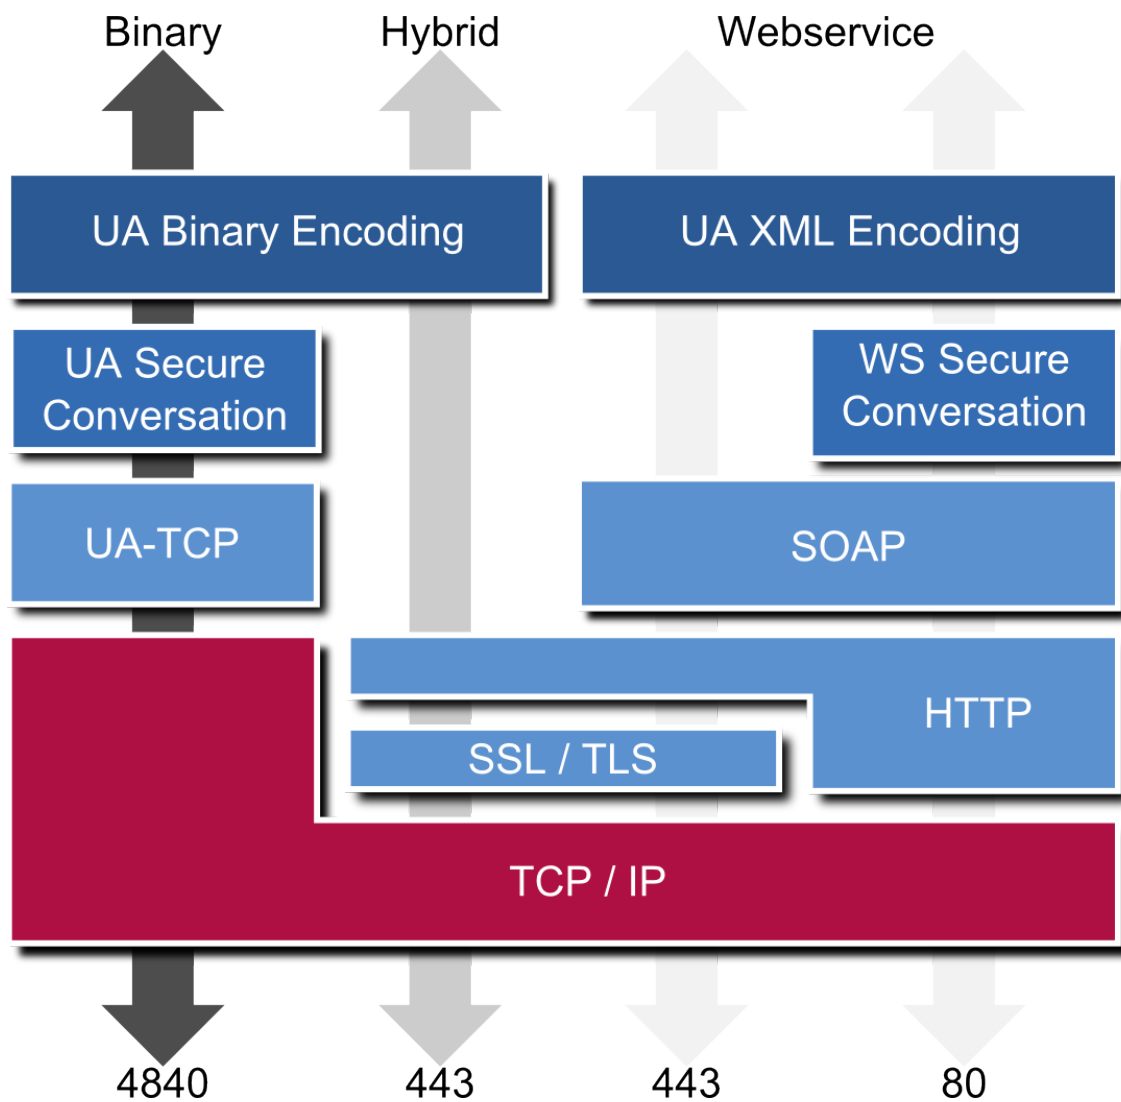 Binary
Hybrid
Webservice
UA Binary Encoding
UA XML Encoding
UA Secure
Conversation
WS Secure
Conversation
UA-TCP
SOAP
HTTP
SSL / TLS
TCP / IP
4840
443
443
80